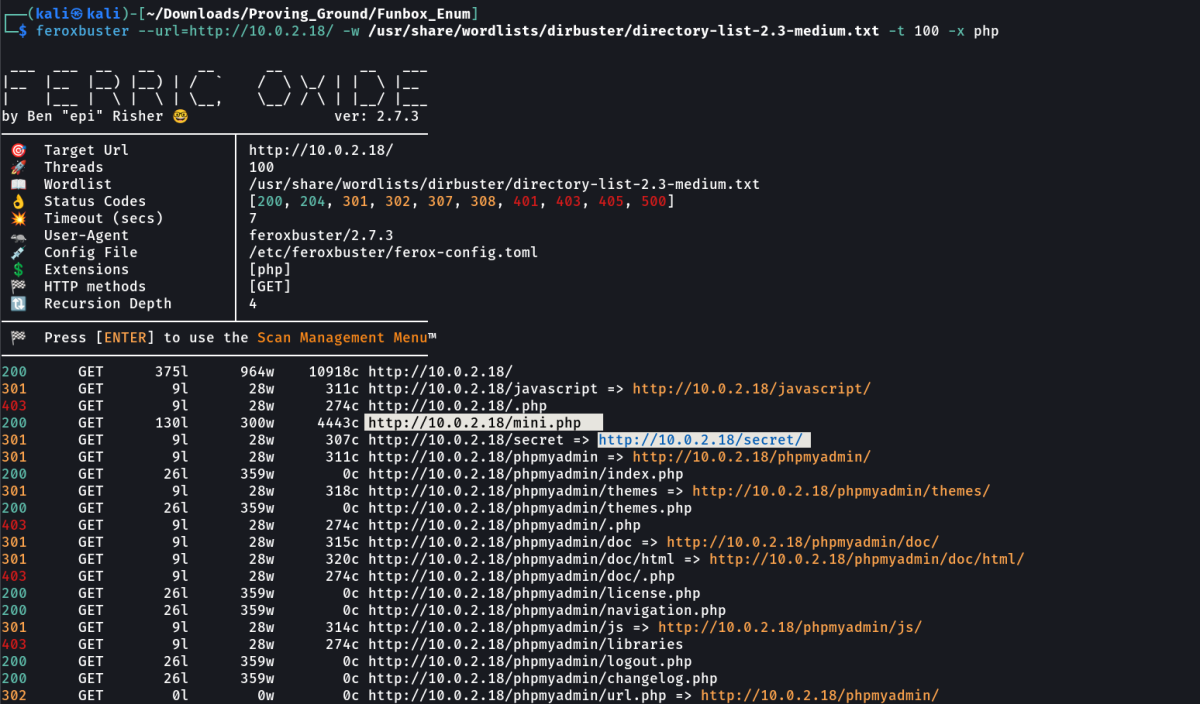 ┌──(kali㉿kali)-[~/Downloads/Proving_Ground/Funbox_Enum]
└─$ feroxbuster --url=http://10.0.2.18/ -w /usr/share/wordlists/dirbuster/directory-list-2.3-medium.txt -t 100 -x php
FERRIC OXIDE
by Ben "epi" Risher 🤓 ver: 2.7.3
🎯 Target Url │ http://10.0.2.18/
🚀 Threads │ 100
📖 Wordlist │ /usr/share/wordlists/dirbuster/directory-list-2.3-medium.txt
👌 Status Codes │ [200, 204, 301, 302, 307, 308, 401, 403, 405, 500]
💥 Timeout (secs) │ 7
🦡 User-Agent │ feroxbuster/2.7.3
💉 Config File │ /etc/feroxbuster/ferox-config.toml
💲 Extensions │ [php]
🏁 HTTP methods │ [GET]
🔃 Recursion Depth │ 4
🏁 Press [ENTER] to use the Scan Management Menu™
200 GET 375l 964w 10918c http://10.0.2.18/
301 GET 9l 28w 311c http://10.0.2.18/javascript => http://10.0.2.18/javascript/
403 GET 9l 28w 274c http://10.0.2.18/.php
200 GET 130l 300w 4443c http://10.0.2.18/mini.php
301 GET 9l 28w 307c http://10.0.2.18/secret => http://10.0.2.18/secret/
301 GET 9l 28w 311c http://10.0.2.18/phpmyadmin => http://10.0.2.18/phpmyadmin/
200 GET 26l 359w 0c http://10.0.2.18/phpmyadmin/index.php
301 GET 9l 28w 318c http://10.0.2.18/phpmyadmin/themes => http://10.0.2.18/phpmyadmin/themes/
200 GET 26l 359w 0c http://10.0.2.18/phpmyadmin/themes.php
403 GET 9l 28w 274c http://10.0.2.18/phpmyadmin/.php
301 GET 9l 28w 315c http://10.0.2.18/phpmyadmin/doc => http://10.0.2.18/phpmyadmin/doc/
301 GET 9l 28w 320c http://10.0.2.18/phpmyadmin/doc/html => http://10.0.2.18/phpmyadmin/doc/html/
403 GET 9l 28w 274c http://10.0.2.18/phpmyadmin/doc/.php
200 GET 26l 359w 0c http://10.0.2.18/phpmyadmin/license.php
200 GET 26l 359w 0c http://10.0.2.18/phpmyadmin/navigation.php
301 GET 9l 28w 314c http://10.0.2.18/phpmyadmin/js => http://10.0.2.18/phpmyadmin/js/
403 GET 9l 28w 274c http://10.0.2.18/phpmyadmin/libraries
200 GET 26l 359w 0c http://10.0.2.18/phpmyadmin/logout.php
200 GET 26l 359w 0c http://10.0.2.18/phpmyadmin/changelog.php
302 GET 0l 0w 0c http://10.0.2.18/phpmyadmin/url.php => http://10.0.2.18/phpmyadmin/